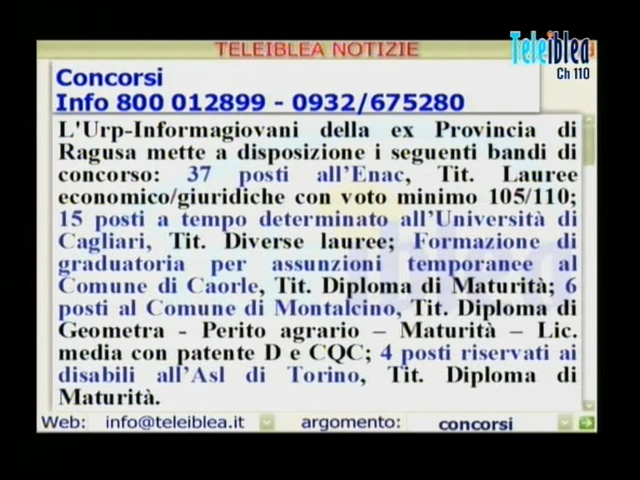 TELEIBLEA NOTIZIE
Teleiblea
Ch 110
Concorsi
Info 800 012899 - 0932/675280
L'Urp-Informagiovani della ex Provincia di
Ragusa mette a disposizione i seguenti bandi di
concorso: 37 posti all'Enac, Tit. Lauree
economico/giuridiche con voto minimo 105/110;
15 posti a tempo determinato all'Università di
Cagliari, Tit. Diverse lauree; Formazione di
graduatoria per assunzioni temporanee al
Comune di Caorle, Tit. Diploma di Maturità; 6
posti al Comune di Montalcino, Tit. Diploma di
Geometra - Perito agrario – Maturità – Lic.
media con patente D e CQC; 4 posti riservati ai
disabili all'Asl di Torino, Tit. Diploma di
Maturità.
Web: info@teleiblea.it argomento: concorsi